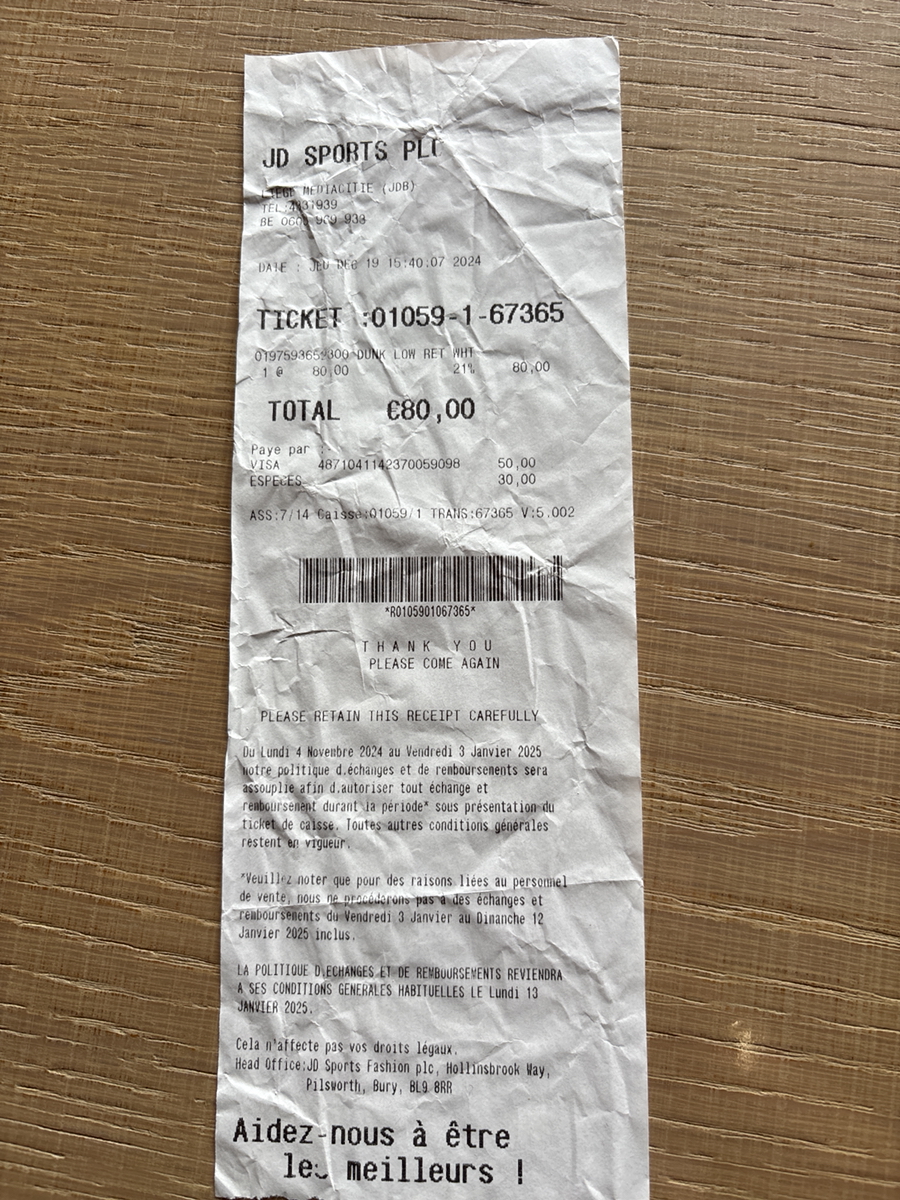 JD SPORTS PLC
LIEGE MEDIACITIE (JDB)
TEL:4831939
BE 0600 969 938
DATE : JEU Dec 19 15:40:07 2024
TICKET :01059-1-67365
DUNK LOW RET WHT
1 @ 80,00 21% 80,00
TOTAL €80,00
Paye par :-
VISA 4871041142370059098 50,00
ESPECES 30,00
ASS:7/14 Caisse:01059/1 TRANS:67365 V:5.002
*R0105901067365*
THANK YOU
PLEASE COME AGAIN
PLEASE RETAIN THIS RECEIPT CAREFULLY
Du Lundi 4 Novembre 2024 au Vendredi 3 Janvier 2025
notre politique d.échanges et de remboursements sera
assouplie afin d.autoriser tout échange et
remboursement durant la période* sous présentation du
ticket de caisse. Toutes autres conditions générales
restent en vigueur.
*Veuillez noter que pour des raisons liées au personnel
de vente, nous ne procéderons pas à des échanges et
remboursements du Vendredi 3 Janvier au Dimanche 12
Janvier 2025 inclus.
LA POLITIQUE D.ECHANGES ET DE REMBOURSEMENTS REVIENDRA
A SES CONDITIONS GENERALES HABITUELLES LE Lundi 13
JANVIER 2025.
Cela n'affecte pas vos droits légaux.
Head Office:JD Sports Fashion plc, Hollinsbrook Way,
Pilsworth, Bury, BL9 8RR
Aidez-nous à être
les meilleurs !